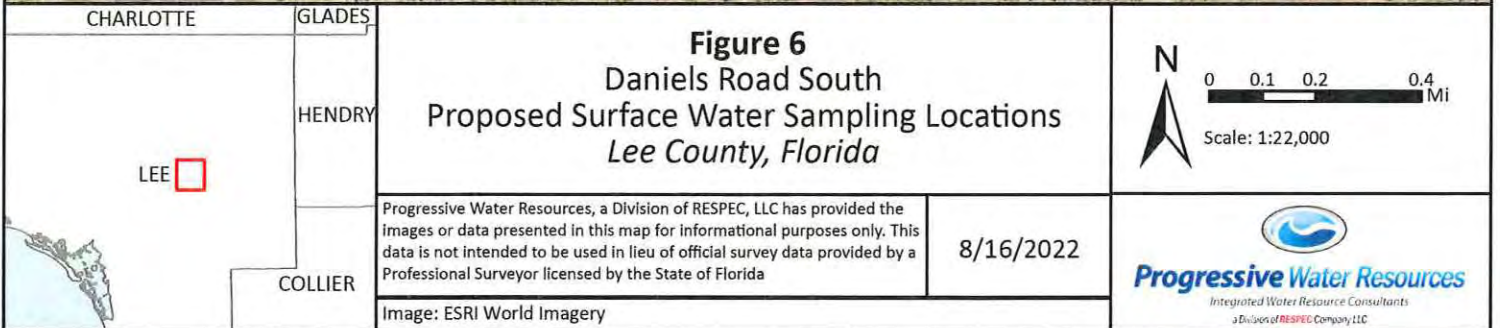 CHARLOTTE
GLADES
HENDRY
LEE
COLLIER
Figure 6
Daniels Road South
Proposed Surface Water Sampling Locations
Lee County, Florida
Progressive Water Resources, a Division of RESPEC, LLC has provided the
images or data presented in this map for informational purposes only. This
data is not intended to be used in lieu of official survey data provided by a
Professional Surveyor licensed by the State of Florida
8/16/2022
Image: ESRI World Imagery
N
0 0.1 0.2 0.4
Mi
Scale: 1:22,000
Progressive Water Resources
Integrated Water Resource Consultants
a Division of RESPEC Company LLC